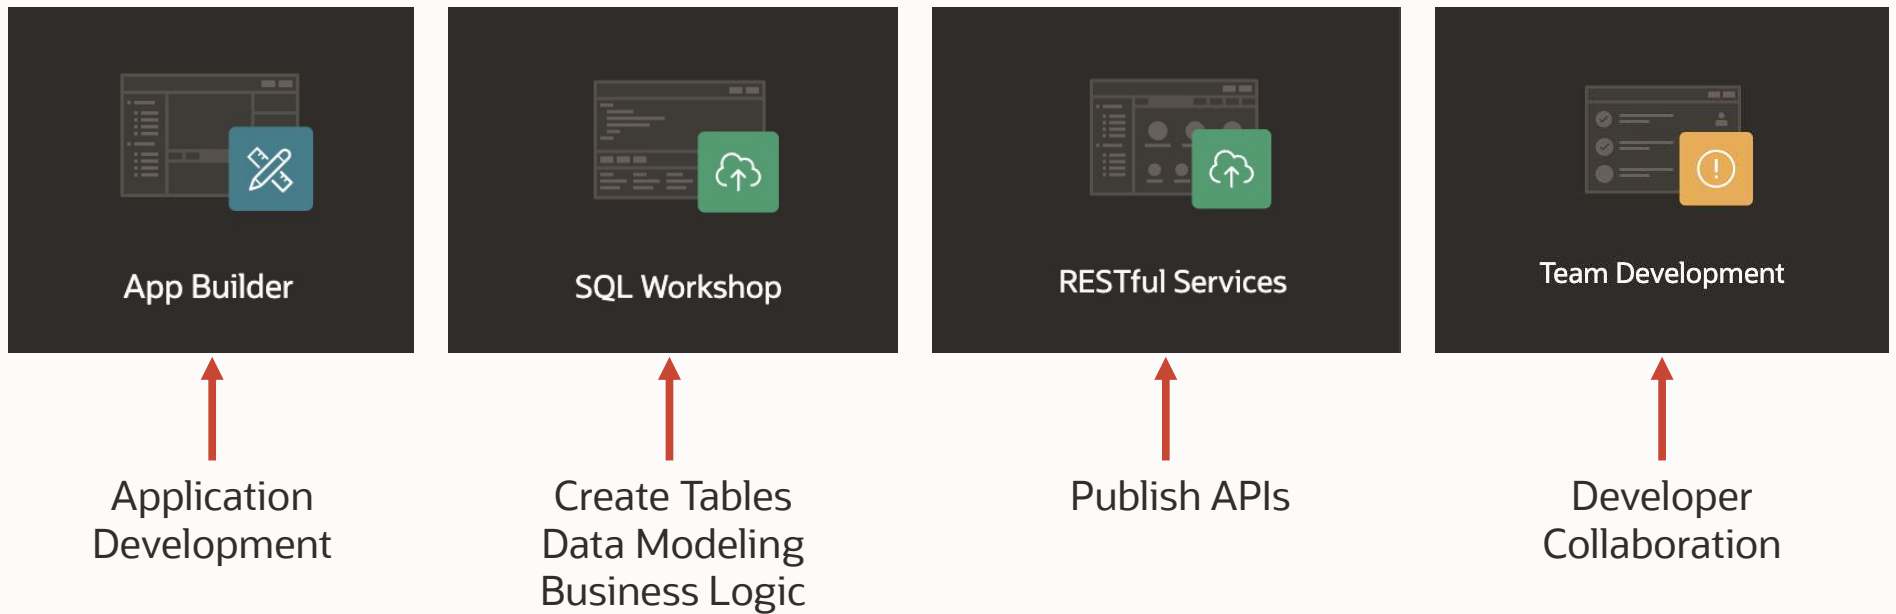 App Builder
SQL Workshop
RESTful Services
Team Development
Application
Development
Create Tables
Data Modeling
Business Logic
Publish APIs
Developer
Collaboration